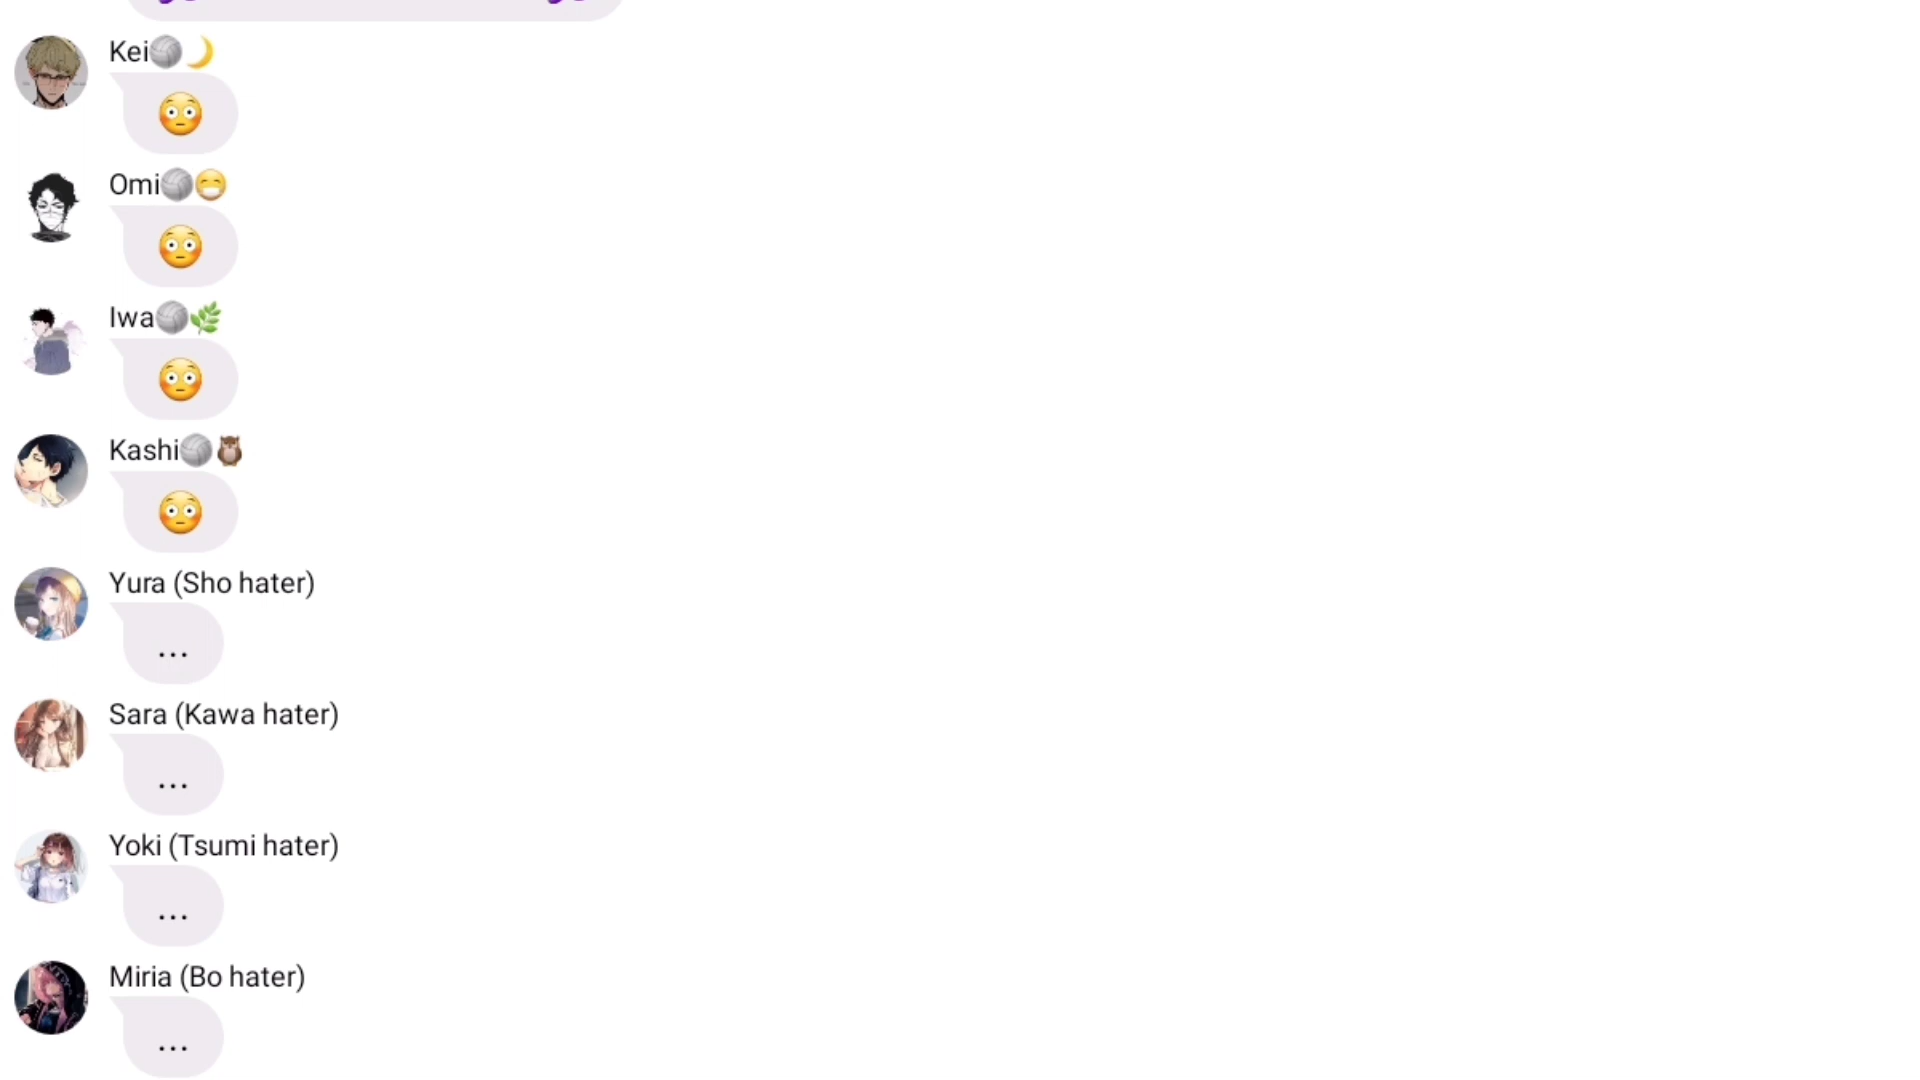 Kei🏐🌙
😳
Omi🏐😷
😳
Iwa🏐🌿
😳
Kashi🏐🦉
😳
Yura (Sho hater)
...
Sara (Kawa hater)
...
Yoki (Tsumi hater)
...
Miria (Bo hater)
...